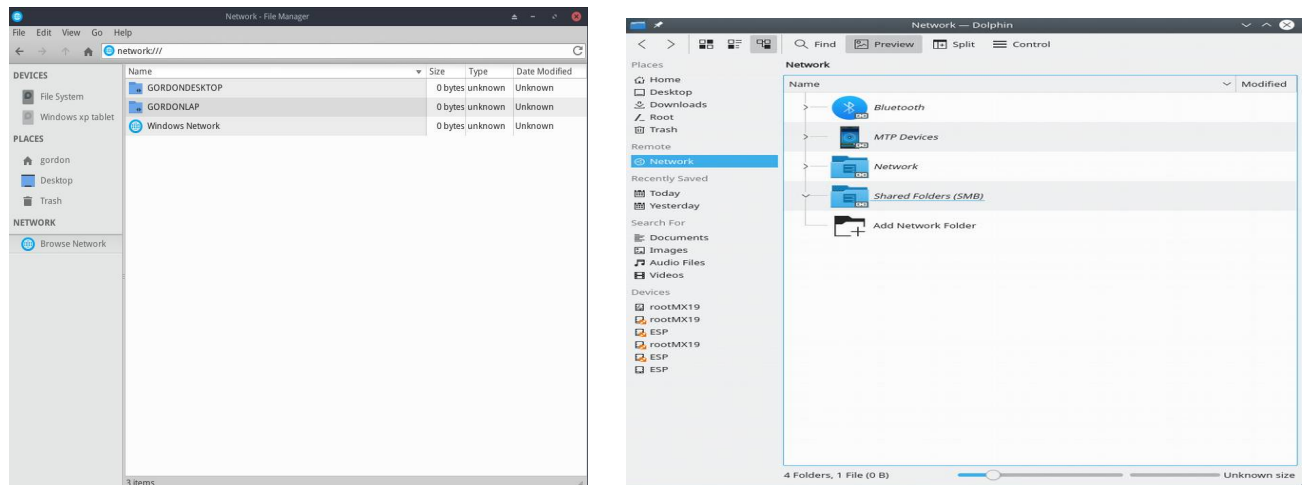 Network - File Manager
File Edit View Go Help
network:///
DEVICES
File System
Windows xp tablet
PLACES
gordon
Desktop
Trash
NETWORK
Browse Network
Name Size Type Date Modified
GORDONDESKTOP 0 bytes unknown Unknown
GORDONLAP 0 bytes unknown Unknown
Windows Network 0 bytes unknown Unknown
3 items
Network — Dolphin
Find Preview Split Control
Places
Home
Desktop
Downloads
Root
Trash
Remote
Network
Recently Saved
Today
Yesterday
Search For
Documents
Images
Audio Files
Videos
Devices
rootMX19
rootMX19
ESP
rootMX19
ESP
ESP
Network
Name Modified
Bluetooth
MTP Devices
Network
Shared Folders (SMB)
Add Network Folder
4 Folders, 1 File (0 B) Unknown size